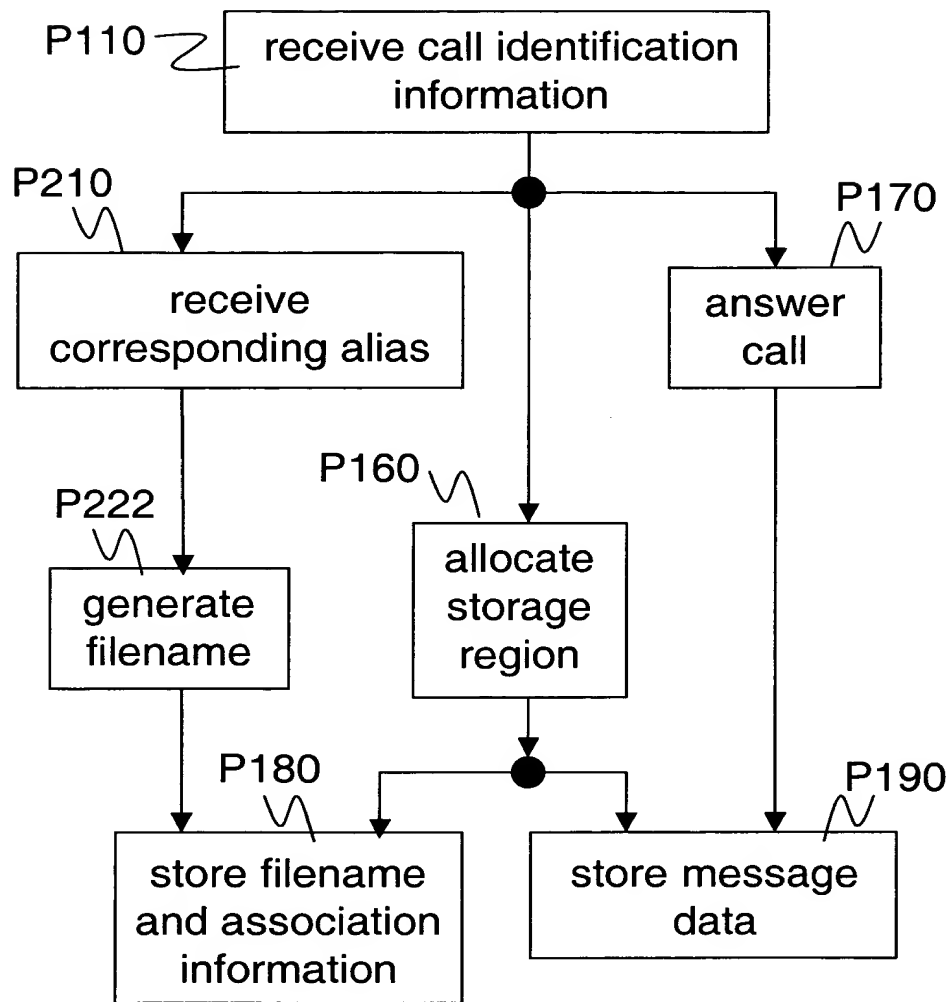 P110
receive call identification
information
P210
P170
receive
corresponding alias
answer
call
P160
P222
allocate
storage
region
generate
filename
P180
P190
store filename
and association
information
store message
data